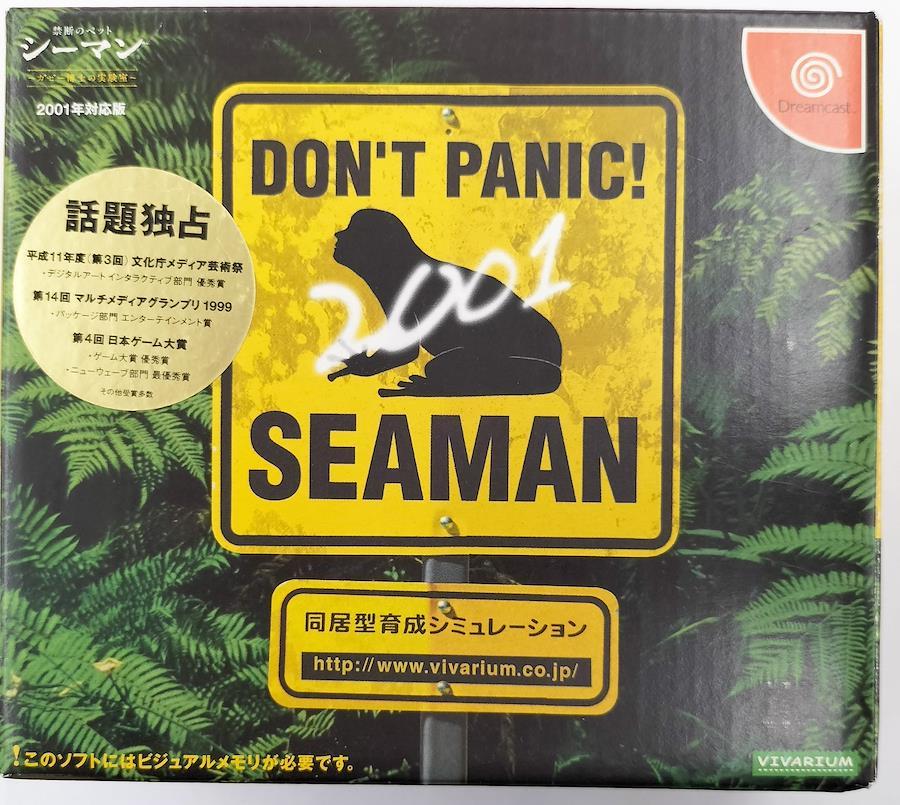 禁断のペット
シーマン
~ガゼー博士の実験室~
2001年対応版
Dreamcast
DON'T PANIC!
2001
SEAMAN
話題独占
平成11年度(第3回) 文化庁メディア芸術祭
・デジタルアートインタラクティブ部門 優秀賞
第14回 マルチメディアグランプリ1999
・パッケージ部門 エンターテインメント賞
第4回 日本ゲーム大賞
・ゲーム大賞 優秀賞
・ニューウェーブ部門 最優秀賞
その他受賞多数
同居型育成シミュレーション
http://www.vivarium.co.jp/
!このソフトにはビジュアルメモリが必要です。
VIVARIUM